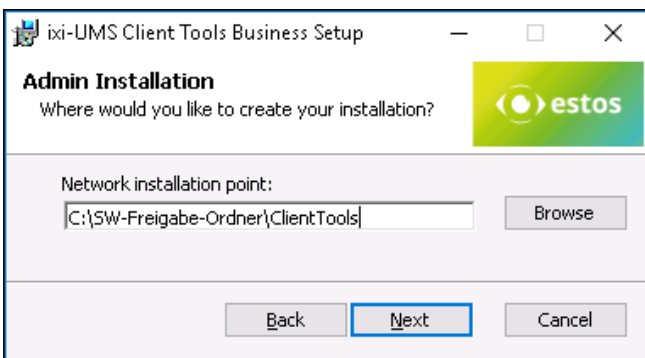 ixi-UMS Client Tools Business Setup
Admin Installation
Where would you like to create your installation?
estos
Network installation point:
C:\SW-Freigabe-Ordner\ClientTools
Browse
Back
Next
Cancel